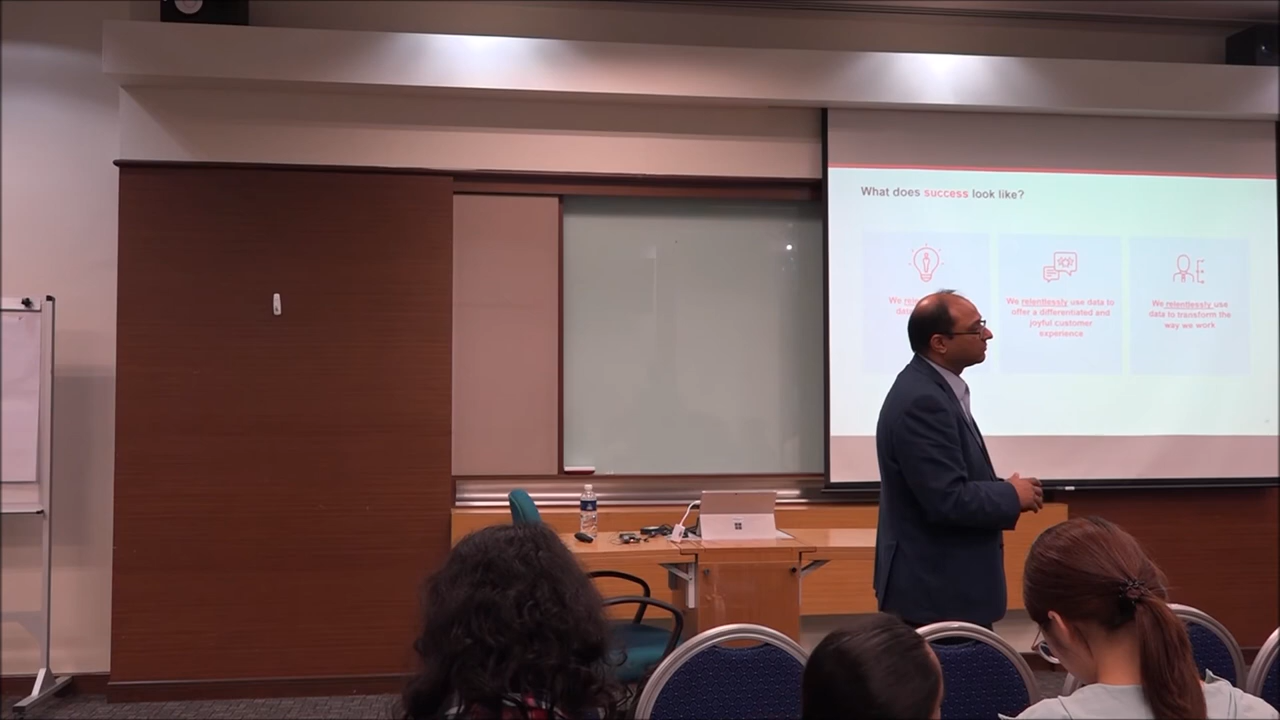 What does success look like?
We
We relentlessly use data to
offer a differentiated and
joyful customer
experience
We relentlessly use
data to transform the
way we work